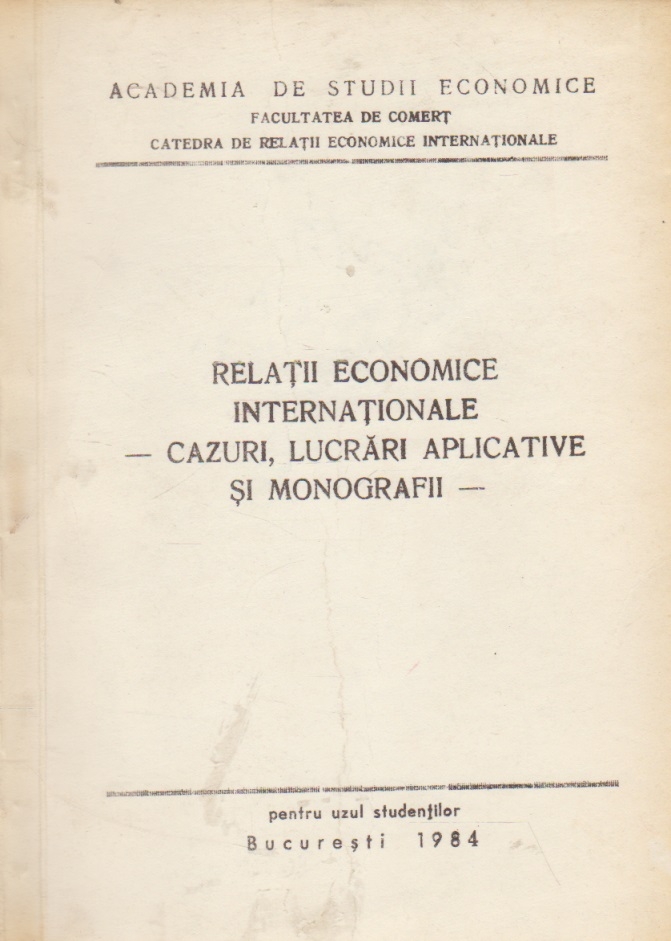 ACADEMIA DE STUDII ECONOMICE
FACULTATEA DE COMERȚ
CATEDRA DE RELAȚII ECONOMICE INTERNAȚIONALE
RELAȚII ECONOMICE
INTERNAȚIONALE
— CAZURI, LUCRĂRI APLICATIVE
ȘI MONOGRAFII —
pentru uzul studenților
București 1984